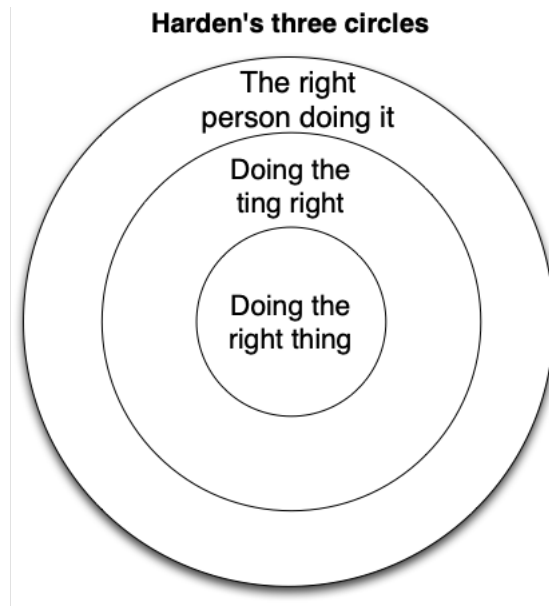 Harden's three circles
The right
person doing it
Doing the
ting right
Doing the
right thing